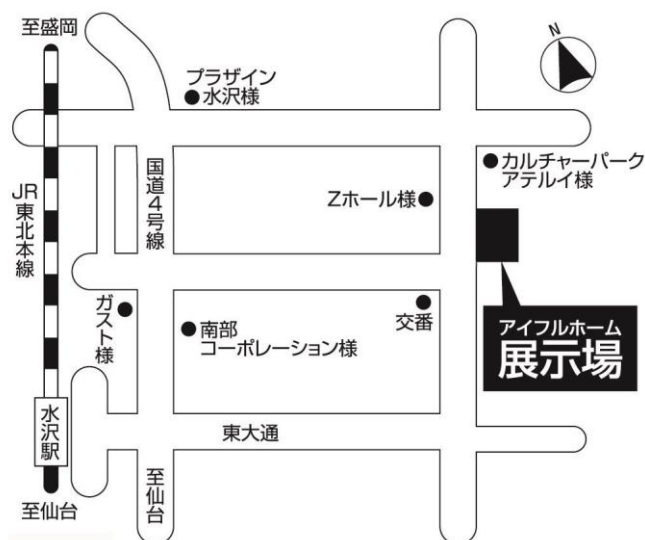 至盛岡
N
プラザイン
水沢様
国道4号線
カルチャーパーク
アテルイ様
JR東北本線
Zホール様
ガスト様
南部
コーポレーション様
交番
アイフルホーム
展示場
水沢駅
東大通
至仙台
至仙台